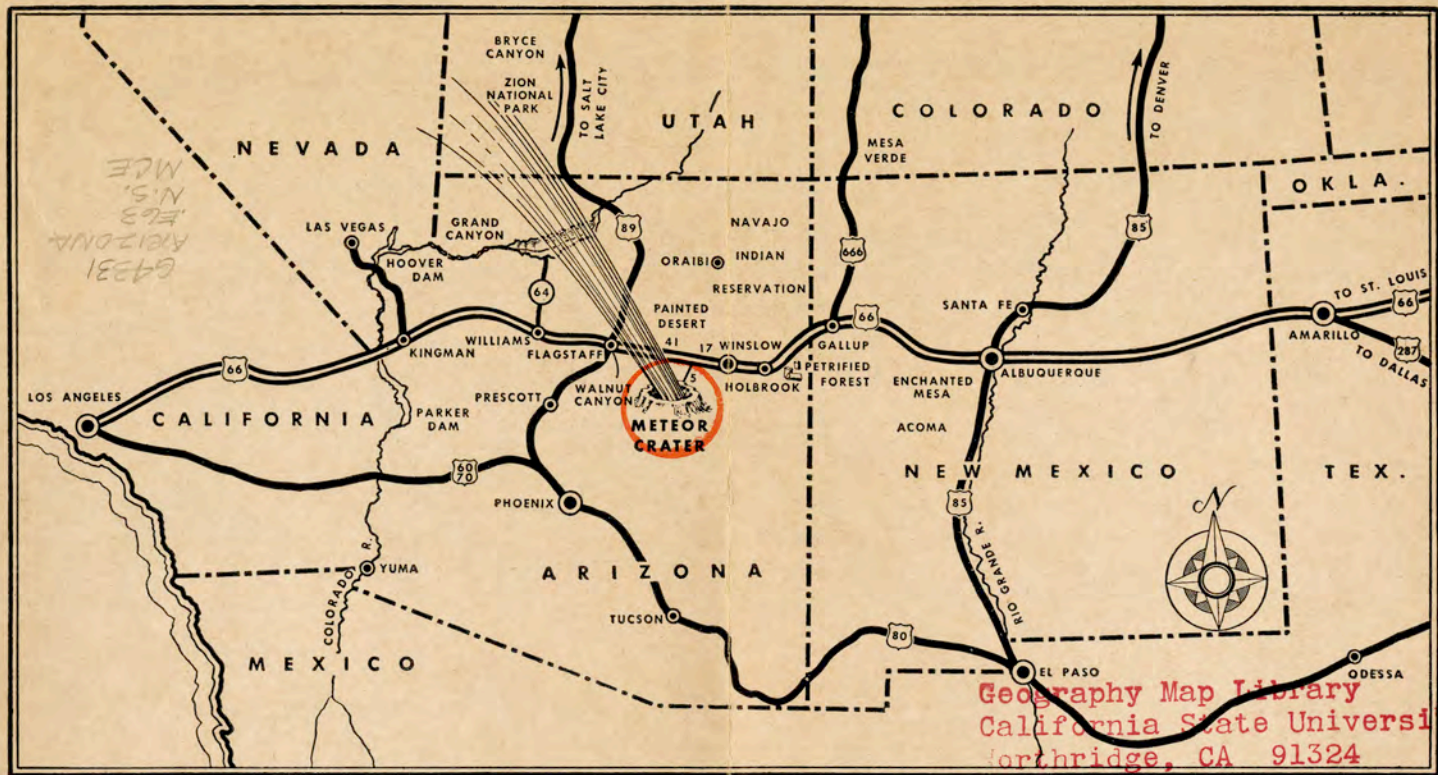 BRYCE
CANYON
ZION
NATIONAL
PARK
TO SALT
LAKE CITY
UTAH
COLORADO
TO DENVER
NEVADA
MESA
VERDE
OKLA.
G4331
ARIZONA
.E63
N.S.
MCE
LAS VEGAS
HOOVER
DAM
GRAND
CANYON
89
NAVAJO
ORAIBI
INDIAN
RESERVATION
666
85
64
PAINTED
DESERT
SANTA FE
TO ST. LOUIS
66
66
KINGMAN
WILLIAMS
FLAGSTAFF
41
17
WINSLOW
GALLUP
AMARILLO
TO DALLAS
287
66
5
HOLBROOK
PETRIFIED
FOREST
ENCHANTED
MESA
ALBUQUERQUE
LOS ANGELES
CALIFORNIA
PARKER
DAM
PRESCOTT
WALNUT
CANYON
METEOR
CRATER
ACOMA
NEW MEXICO
TEX.
60
70
PHOENIX
85
N
RIO GRANDE R.
YUMA
COLORADO R.
ARIZONA
TUCSON
80
MEXICO
EL PASO
ODESSA
Geography Map Library
California State Universi
orthridge, CA 91324